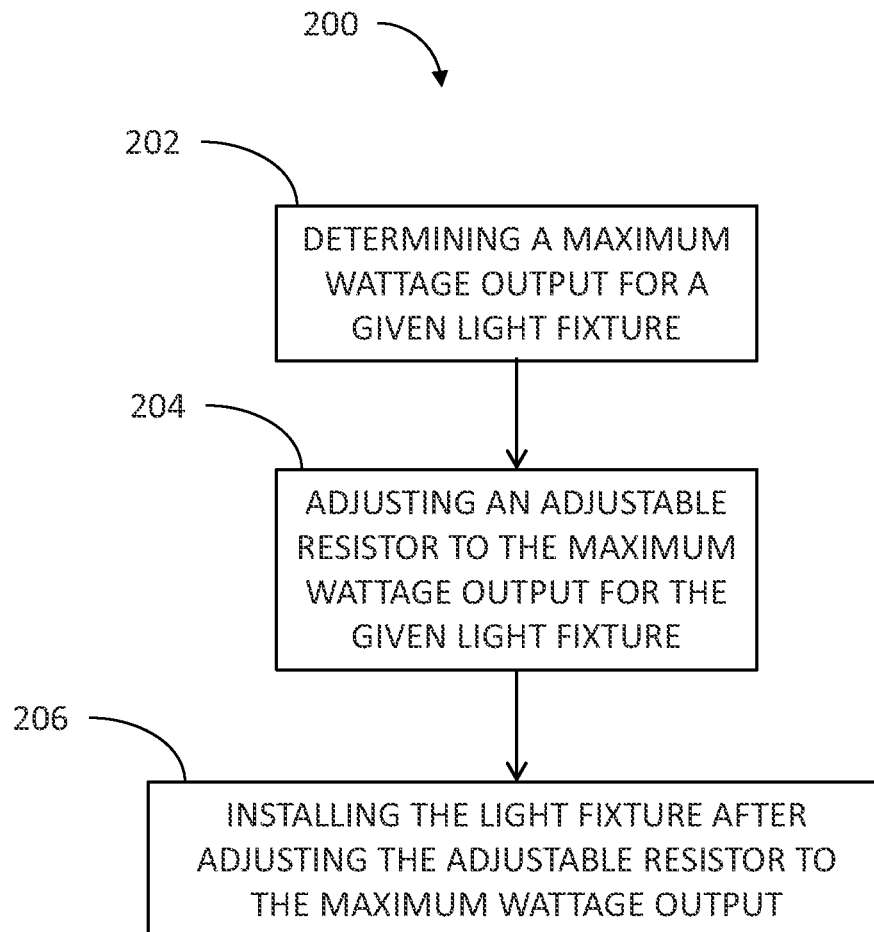 200
202
DETERMINING A MAXIMUM
WATTAGE OUTPUT FOR A
GIVEN LIGHT FIXTURE
204
ADJUSTING AN ADJUSTABLE
RESISTOR TO THE MAXIMUM
WATTAGE OUTPUT FOR THE
GIVEN LIGHT FIXTURE
206
INSTALLING THE LIGHT FIXTURE AFTER
ADJUSTING THE ADJUSTABLE RESISTOR TO
THE MAXIMUM WATTAGE OUTPUT